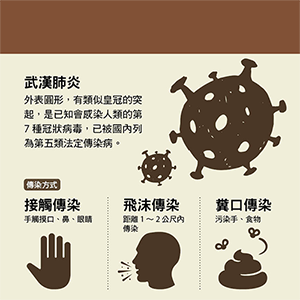 武漢肺炎
外表圓形，有類似皇冠的突
起，是已知會感染人類的第
7 種冠狀病毒，已被國內列
為第五類法定傳染病。
傳染方式
接觸傳染
手觸摸口、鼻、眼睛
飛沫傳染
距離 1 ~ 2 公尺內
傳染
糞口傳染
污染手、食物